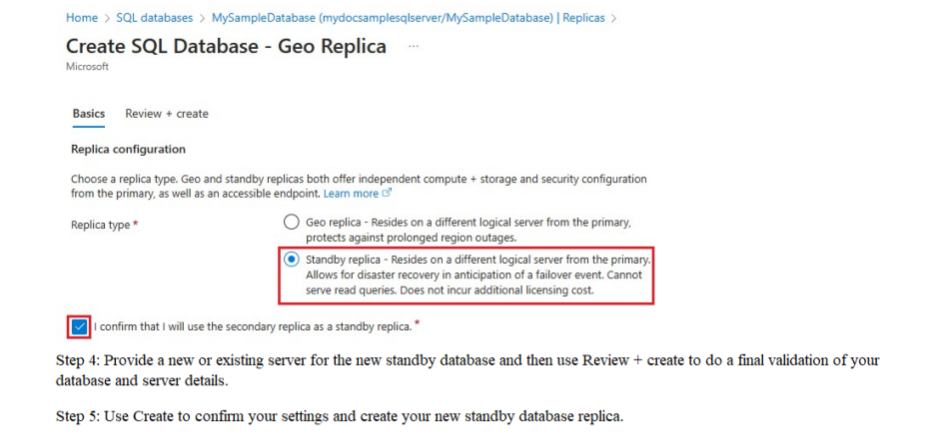 Home > SQL databases > MySampleDatabase (mydocsamplesqlserver/MySampleDatabase) | Replicas >
Create SQL Database - Geo Replica ...
Microsoft
Basics Review + create
Replica configuration
Choose a replica type. Geo and standby replicas both offer independent compute + storage and security configuration
from the primary, as well as an accessible endpoint. Learn more
Replica type *
Geo replica - Resides on a different logical server from the primary,
protects against prolonged region outages.
Standby replica - Resides on a different logical server from the primary.
Allows for disaster recovery in anticipation of a failover event. Cannot
serve read queries. Does not incur additional licensing cost.
I confirm that I will use the secondary replica as a standby replica. *
Step 4: Provide a new or existing server for the new standby database and then use Review + create to do a final validation of your
database and server details.
Step 5: Use Create to confirm your settings and create your new standby database replica.